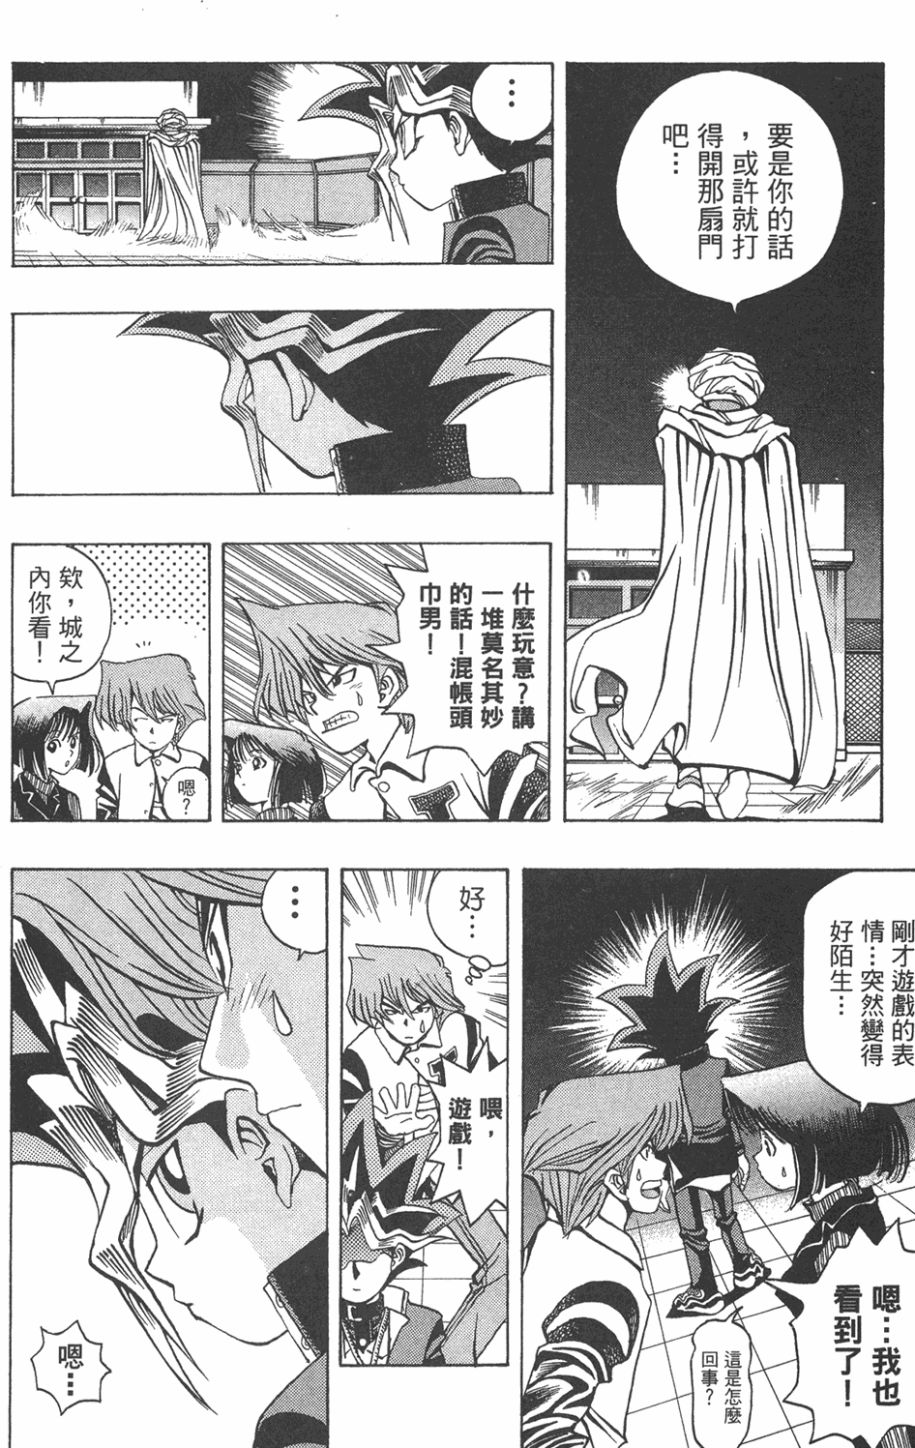 要是你的話
，或許就打
得開那扇門
吧…
…
什麼玩意？講
一堆莫名其妙
的話！混帳頭
巾男！
欸，城之
內你看！
嗯？
剛才遊戲的表
情…突然變得
好陌生…
嗯…我也
看到了！
這是怎麼
回事？
好…
喂，
遊戲！
…
嗯…